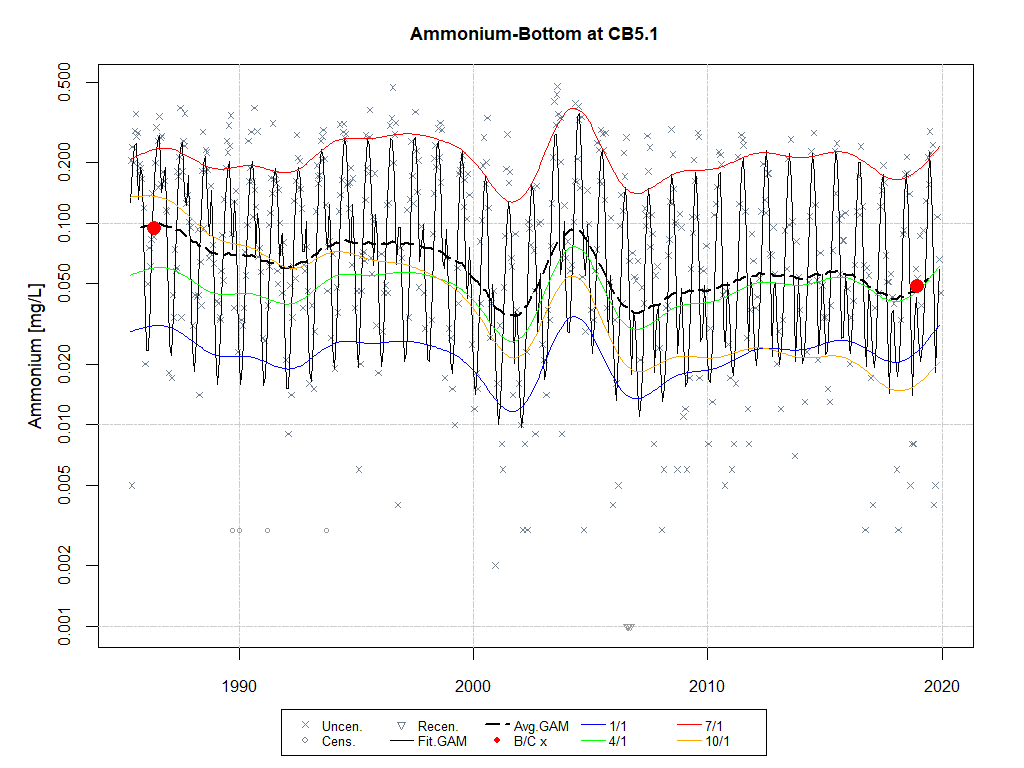 Ammonium-Bottom at CB5.1
Ammonium [mg/L]
0.500
0.200
0.100
0.050
0.020
0.010
0.005
0.002
0.001
1990 2000 2010 2020
Uncen. Recen. Avg.GAM 1/1 7/1
Cens. Fit.GAM B/C x 4/1 10/1